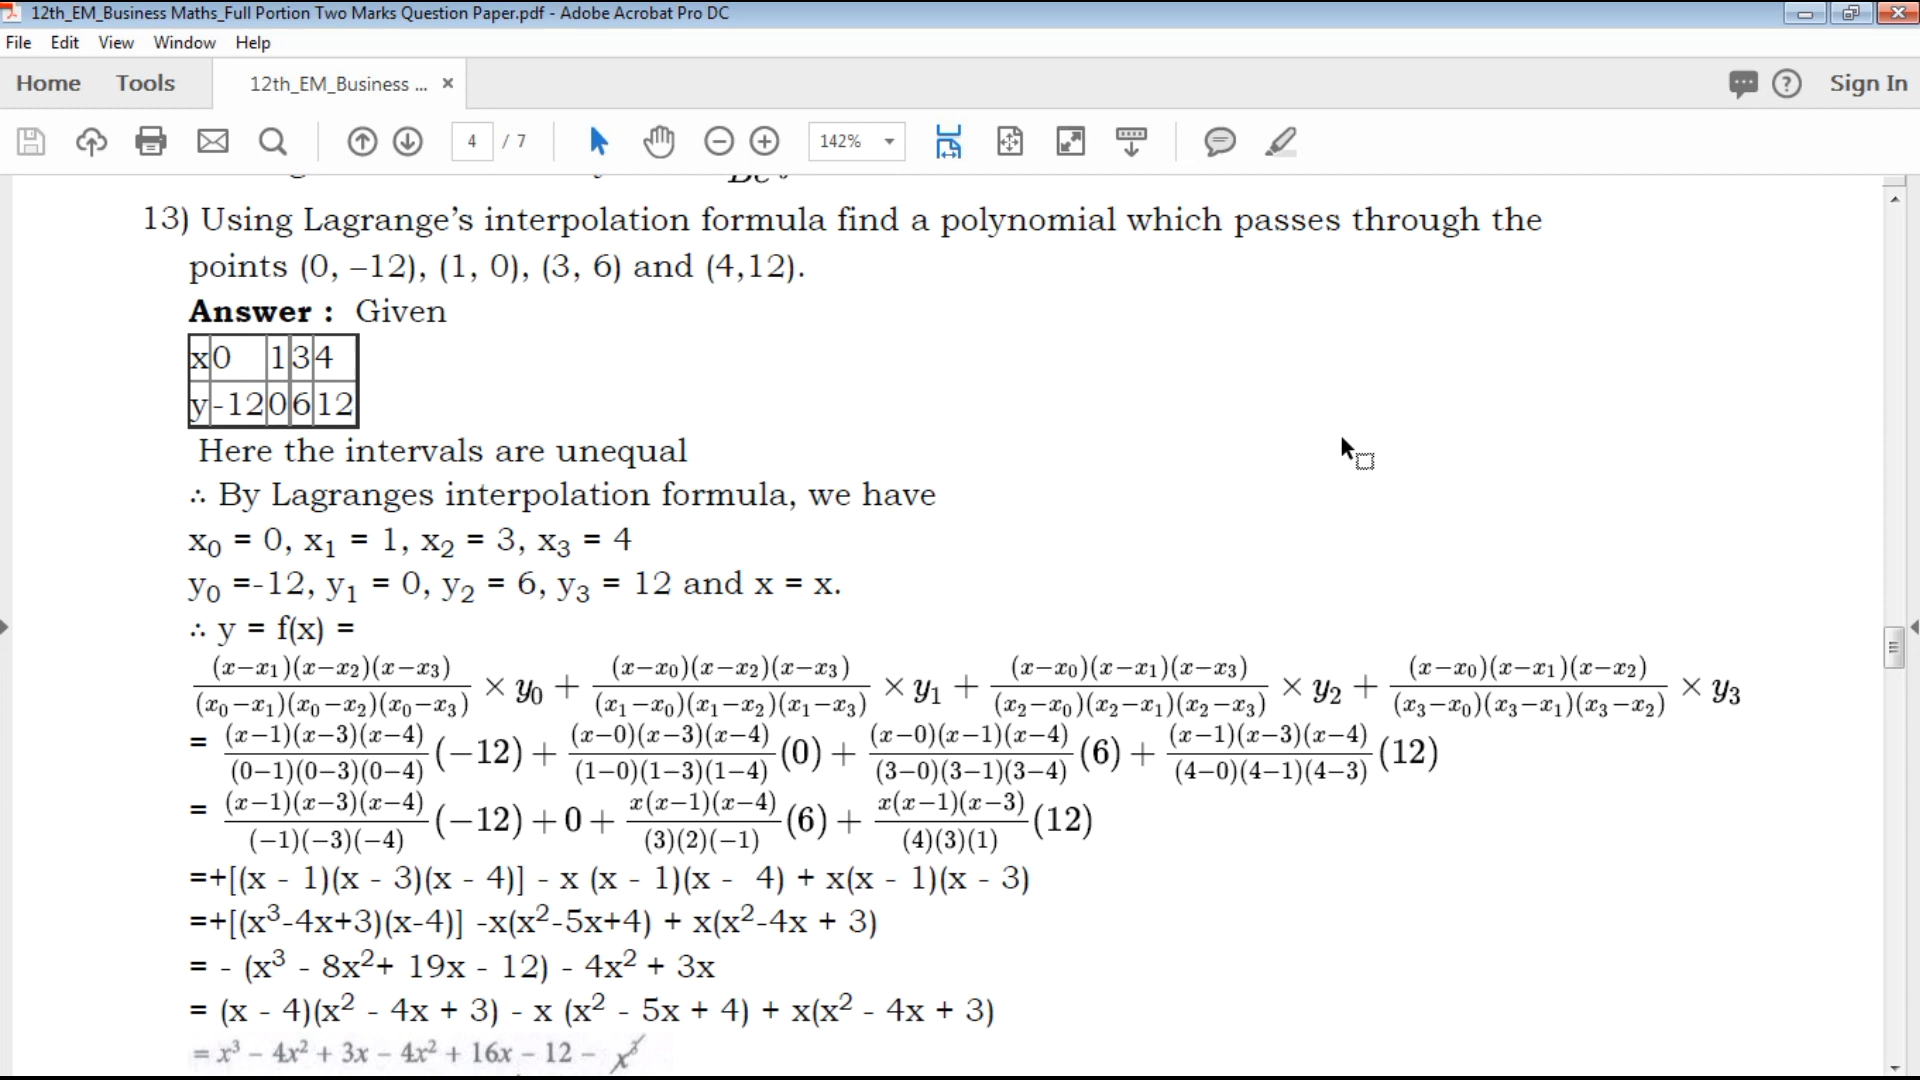 12th_EM_Business Maths_Full Portion Two Marks Question Paper.pdf - Adobe Acrobat Pro DC
File Edit View Window Help
Home Tools 12th_EM_Business ... × Sign In
4 / 7 142%
13) Using Lagrange’s interpolation formula find a polynomial which passes through the
points (0, –12), (1, 0), (3, 6) and (4,12).
Answer : Given
x 0 1 3 4
y -12 0 6 12
Here the intervals are unequal
∴ By Lagranges interpolation formula, we have
x₀ = 0, x₁ = 1, x₂ = 3, x₃ = 4
y₀ =-12, y₁ = 0, y₂ = 6, y₃ = 12 and x = x.
∴ y = f(x) =
(x−x₁)(x−x₂)(x−x₃)/(x₀−x₁)(x₀−x₂)(x₀−x₃) × y₀ + (x−x₀)(x−x₂)(x−x₃)/(x₁−x₀)(x₁−x₂)(x₁−x₃) × y₁ + (x−x₀)(x−x₁)(x−x₃)/(x₂−x₀)(x₂−x₁)(x₂−x₃) × y₂ + (x−x₀)(x−x₁)(x−x₂)/(x₃−x₀)(x₃−x₁)(x₃−x₂) × y₃
= (x−1)(x−3)(x−4)/(0−1)(0−3)(0−4) (−12) + (x−0)(x−3)(x−4)/(1−0)(1−3)(1−4) (0) + (x−0)(x−1)(x−4)/(3−0)(3−1)(3−4) (6) + (x−1)(x−3)(x−4)/(4−0)(4−1)(4−3) (12)
= (x−1)(x−3)(x−4)/(−1)(−3)(−4) (−12) + 0 + x(x−1)(x−4)/(3)(2)(−1) (6) + x(x−1)(x−3)/(4)(3)(1) (12)
=+[(x - 1)(x - 3)(x - 4)] - x (x - 1)(x - 4) + x(x - 1)(x - 3)
=+[(x³-4x+3)(x-4)] -x(x²-5x+4) + x(x²-4x + 3)
= - (x³ - 8x²+ 19x - 12) - 4x² + 3x
= (x - 4)(x² - 4x + 3) - x (x² - 5x + 4) + x(x² - 4x + 3)
= x³ – 4x² + 3x – 4x² + 16x – 12 – x³